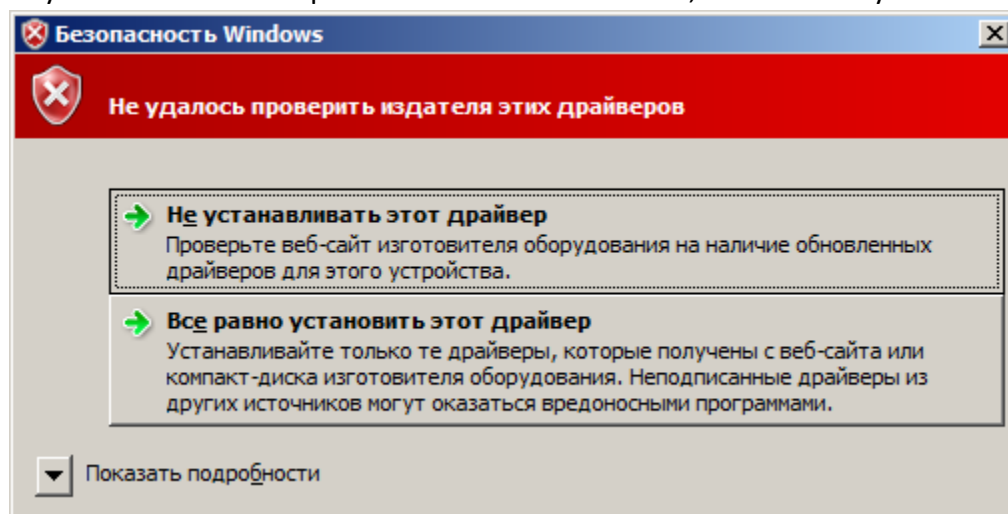 Безопасность Windows
Не удалось проверить издателя этих драйверов
Не устанавливать этот драйвер
Проверьте веб-сайт изготовителя оборудования на наличие обновленных
драйверов для этого устройства.
Все равно установить этот драйвер
Устанавливайте только те драйверы, которые получены с веб-сайта или
компакт-диска изготовителя оборудования. Неподписанные драйверы из
других источников могут оказаться вредоносными программами.
Показать подробности